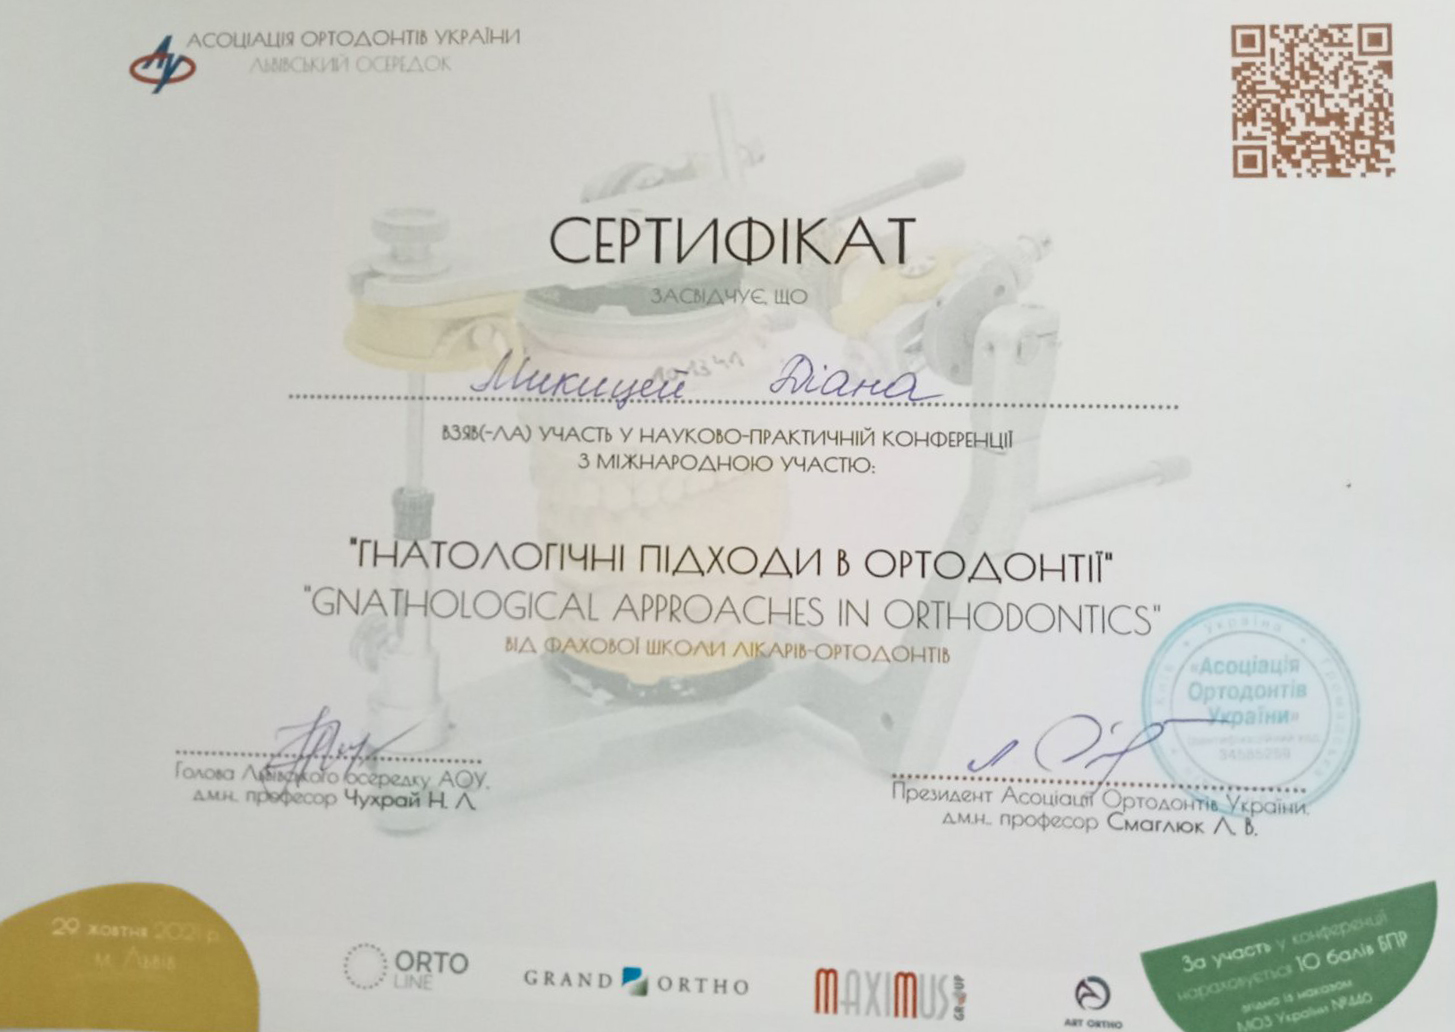 АСОЦІАЦІЯ ОРТОДОНТІВ УКРАЇНИ
ЛЬВІВСЬКИЙ ОСЕРЕДОК
СЕРТИФІКАТ
ЗАСВІДЧУЄ, ЩО
Микицей Діана
ВЗЯВ(-ЛА) УЧАСТЬ У НАУКОВО-ПРАКТИЧНІЙ КОНФЕРЕНЦІЇ
З МІЖНАРОДНОЮ УЧАСТЮ:
"ГНАТОЛОГІЧНІ ПІДХОДИ В ОРТОДОНТІЇ"
"GNATHOLOGICAL APPROACHES IN ORTHODONTICS"
ВІД ФАХОВОЇ ШКОЛИ ЛІКАРІВ-ОРТОДОНТІВ
Україна
«Асоціація
Ортодонтів
України»
Голова Львівського осередку АОУ,
д.м.н. професор Чухрай Н. Л.
Президент Асоціації Ортодонтів України,
д.м.н., професор Смаглюк Л. В.
29 жовтня 2021 р.
м. Львів
ORTO
LINE
GRAND ORTHO
MAXIMUS
GROUP
ART ORTHO
За участь у конференції
нараховується 10 балів БПР
згідно із наказом
МОЗ України №446